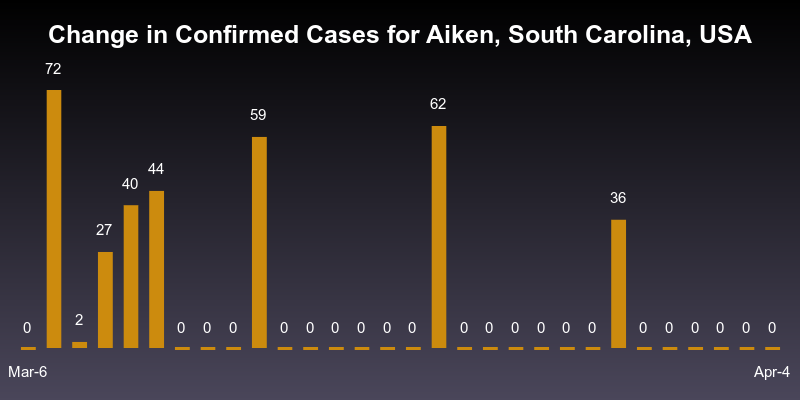 Change in Confirmed Cases for Aiken, South Carolina, USA
0 72 2 27 40 44 0 0 0 59 0 0 0 0 0 0 62 0 0 0 0 0 0 36 0 0 0 0 0 0
Mar-6 Apr-4